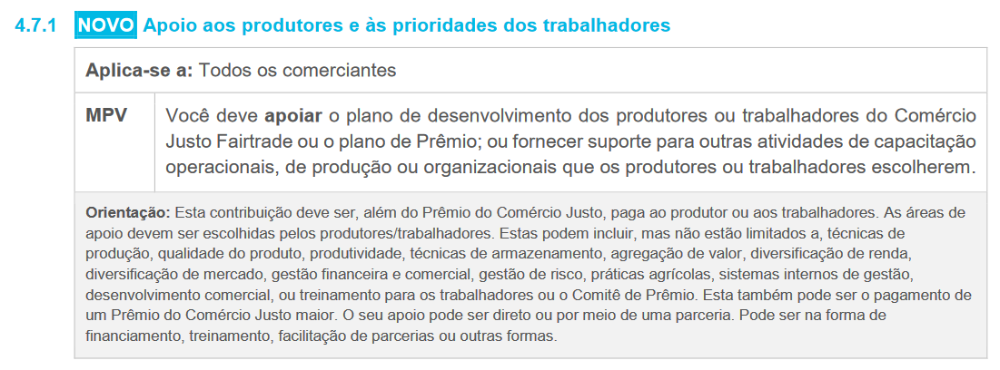 4.7.1 NOVO Apoio aos produtores e às prioridades dos trabalhadores
Aplica-se a: Todos os comerciantes
MPV Você deve apoiar o plano de desenvolvimento dos produtores ou trabalhadores do Comércio
Justo Fairtrade ou o plano de Prêmio; ou fornecer suporte para outras atividades de capacitação
operacionais, de produção ou organizacionais que os produtores ou trabalhadores escolherem.
Orientação: Esta contribuição deve ser, além do Prêmio do Comércio Justo, paga ao produtor ou aos trabalhadores. As áreas de
apoio devem ser escolhidas pelos produtores/trabalhadores. Estas podem incluir, mas não estão limitados a, técnicas de
produção, qualidade do produto, produtividade, técnicas de armazenamento, agregação de valor, diversificação de renda,
diversificação de mercado, gestão financeira e comercial, gestão de risco, práticas agrícolas, sistemas internos de gestão,
desenvolvimento comercial, ou treinamento para os trabalhadores ou o Comitê de Prêmio. Esta também pode ser o pagamento de
um Prêmio do Comércio Justo maior. O seu apoio pode ser direto ou por meio de uma parceria. Pode ser na forma de
financiamento, treinamento, facilitação de parcerias ou outras formas.